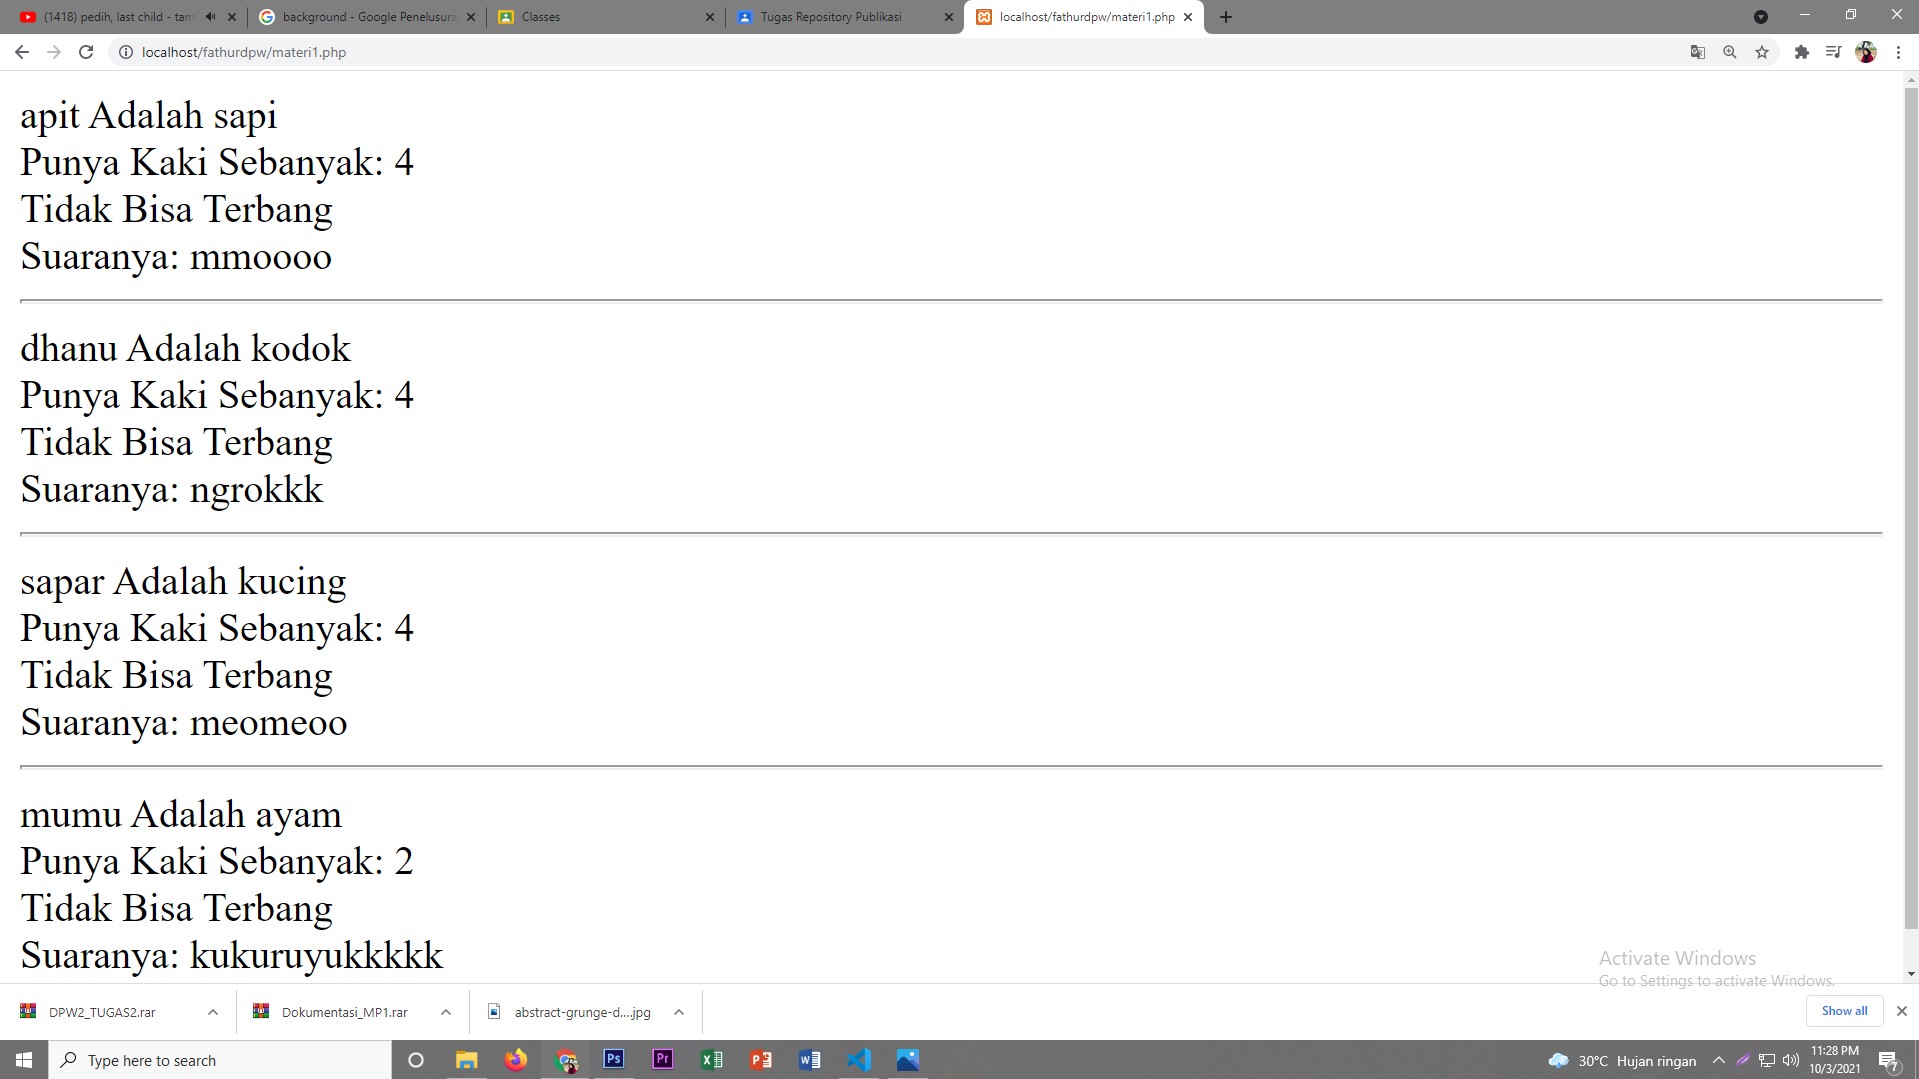 (1418) pedih, last child - tam
background - Google Penelusura
Classes
Tugas Repository Publikasi
localhost/fathurdpw/materi1.php
localhost/fathurdpw/materi1.php
apit Adalah sapi
Punya Kaki Sebanyak: 4
Tidak Bisa Terbang
Suaranya: mmoooo
dhanu Adalah kodok
Punya Kaki Sebanyak: 4
Tidak Bisa Terbang
Suaranya: ngrokkk
sapar Adalah kucing
Punya Kaki Sebanyak: 4
Tidak Bisa Terbang
Suaranya: meomeoo
mumu Adalah ayam
Punya Kaki Sebanyak: 2
Tidak Bisa Terbang
Suaranya: kukuruyukkkkk
Activate Windows
Go to Settings to activate Windows.
DPW2_TUGAS2.rar
Dokumentasi_MP1.rar
abstract-grunge-d....jpg
Show all
Type here to search
Ps
Pr
30°C Hujan ringan
11:28 PM
10/3/2021
7